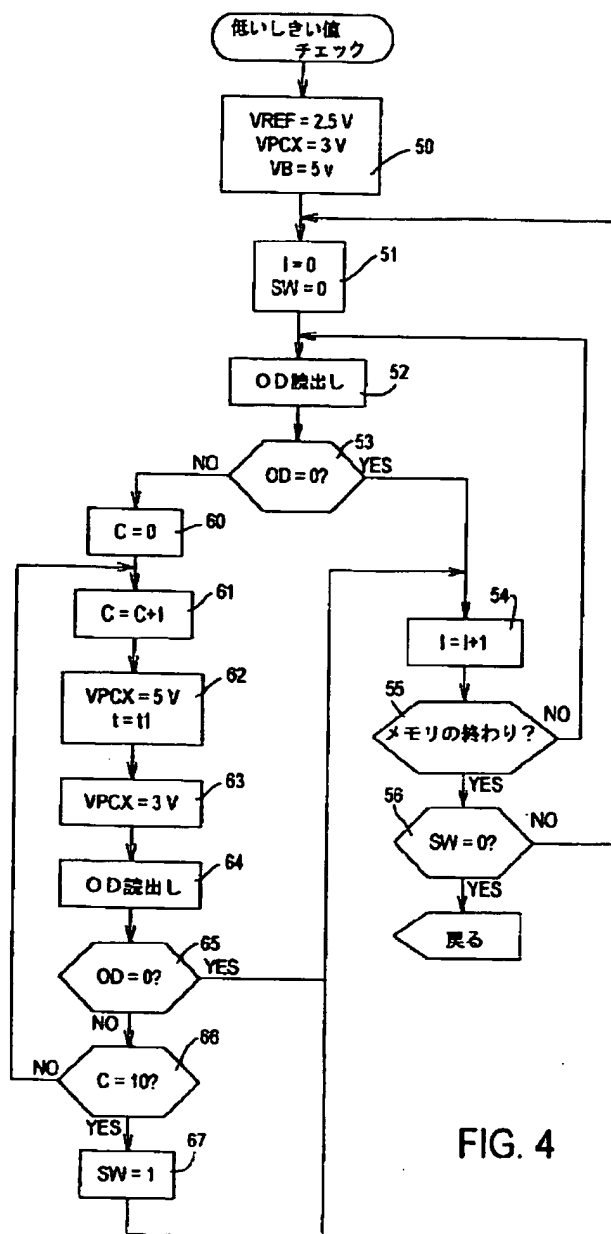 低いしきい値
チェック
VREF = 2.5 V
VPCX = 3 V
VB = 5 v
50
I = 0
SW = 0
51
OD読出し
52
OD = 0?
53
NO
YES
C = 0
60
C = C+I
61
VPCX = 5 V
t = t1
62
VPCX = 3 V
63
OD読出し
64
OD = 0?
65
YES
NO
C = 10?
66
NO
YES
SW = 1
67
I = I+1
54
55
メモリの終わり?
NO
YES
56
SW = 0?
NO
YES
戻る
FIG. 4